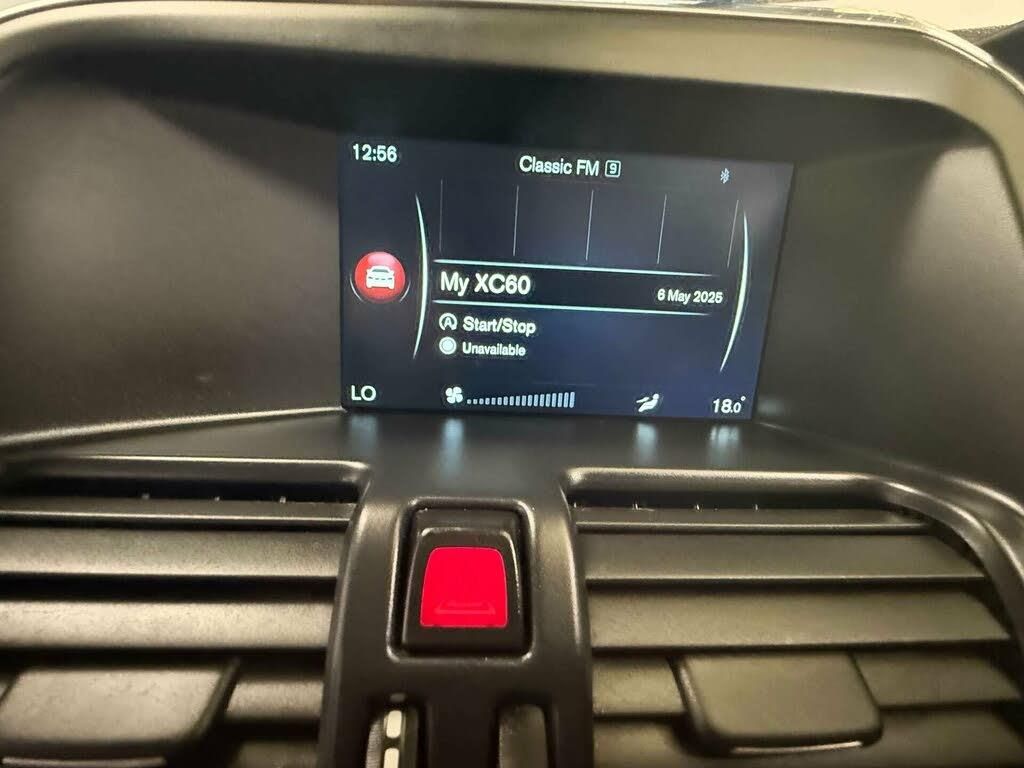 12:56
Classic FM 9
My XC60
6 May 2025
A Start/Stop
Unavailable
LO
18.0°